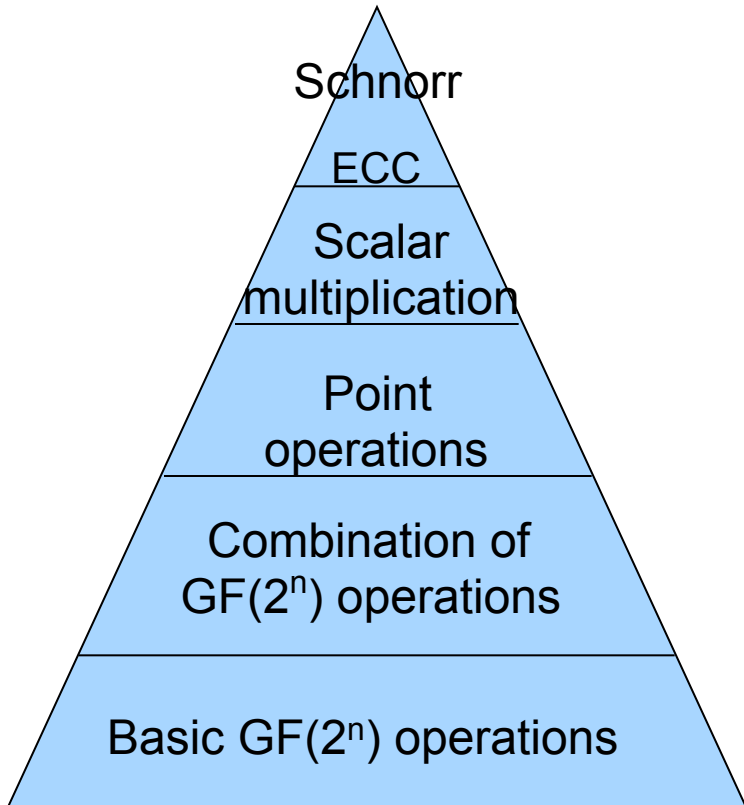 Schnorr
ECC
Scalar
multiplication
Point
operations
Combination of
GF(2ⁿ) operations
Basic GF(2ⁿ) operations